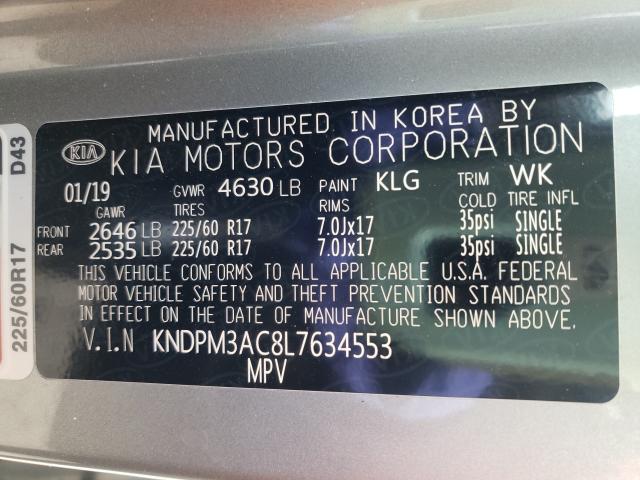 MANUFACTURED IN KOREA BY
KIA KIA MOTORS CORPORATION
01/19 GVWR 4630 LB PAINT KLG TRIM WK
GAWR TIRES RIMS COLD TIRE INFL
FRONT 2646 LB 225/60 R17 7.0Jx17 35psi SINGLE
REAR 2535 LB 225/60 R17 7.0Jx17 35psi SINGLE
THIS VEHICLE CONFORMS TO ALL APPLICABLE U.S.A. FEDERAL
MOTOR VEHICLE SAFETY AND THEFT PREVENTION STANDARDS
IN EFFECT ON THE DATE OF MANUFACTURE SHOWN ABOVE.
V.I.N KNDPM3AC8L7634553
MPV
225/60R17 D43